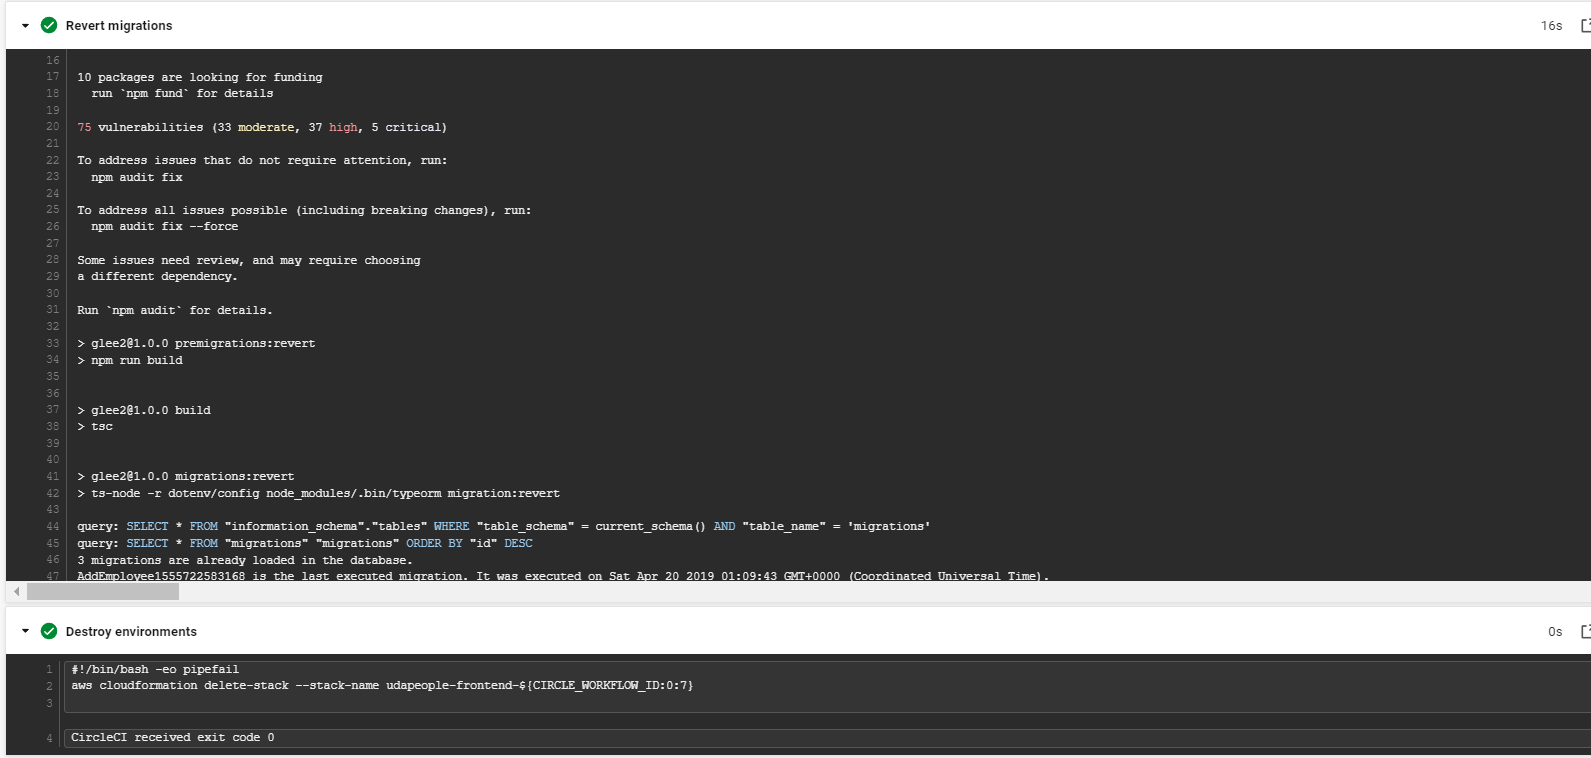 Revert migrations
16s
16
17 10 packages are looking for funding
18 run `npm fund` for details
19
20 75 vulnerabilities (33 moderate, 37 high, 5 critical)
21
22 To address issues that do not require attention, run:
23 npm audit fix
24
25 To address all issues possible (including breaking changes), run:
26 npm audit fix --force
27
28 Some issues need review, and may require choosing
29 a different dependency.
30
31 Run `npm audit` for details.
32
33 > glee2@1.0.0 premigrations:revert
34 > npm run build
35
36
37 > glee2@1.0.0 build
38 > tsc
39
40
41 > glee2@1.0.0 migrations:revert
42 > ts-node -r dotenv/config node_modules/.bin/typeorm migration:revert
43
44 query: SELECT * FROM "information_schema"."tables" WHERE "table_schema" = current_schema() AND "table_name" = 'migrations'
45 query: SELECT * FROM "migrations" "migrations" ORDER BY "id" DESC
46 3 migrations are already loaded in the database.
47 AddEmployee1555722583168 is the last executed migration. It was executed on Sat Apr 20 2019 01:09:43 GMT+0000 (Coordinated Universal Time).
Destroy environments
0s
1 #!/bin/bash -eo pipefail
2 aws cloudformation delete-stack --stack-name udapeople-frontend-${CIRCLE_WORKFLOW_ID:0:7}
3
4 CircleCI received exit code 0